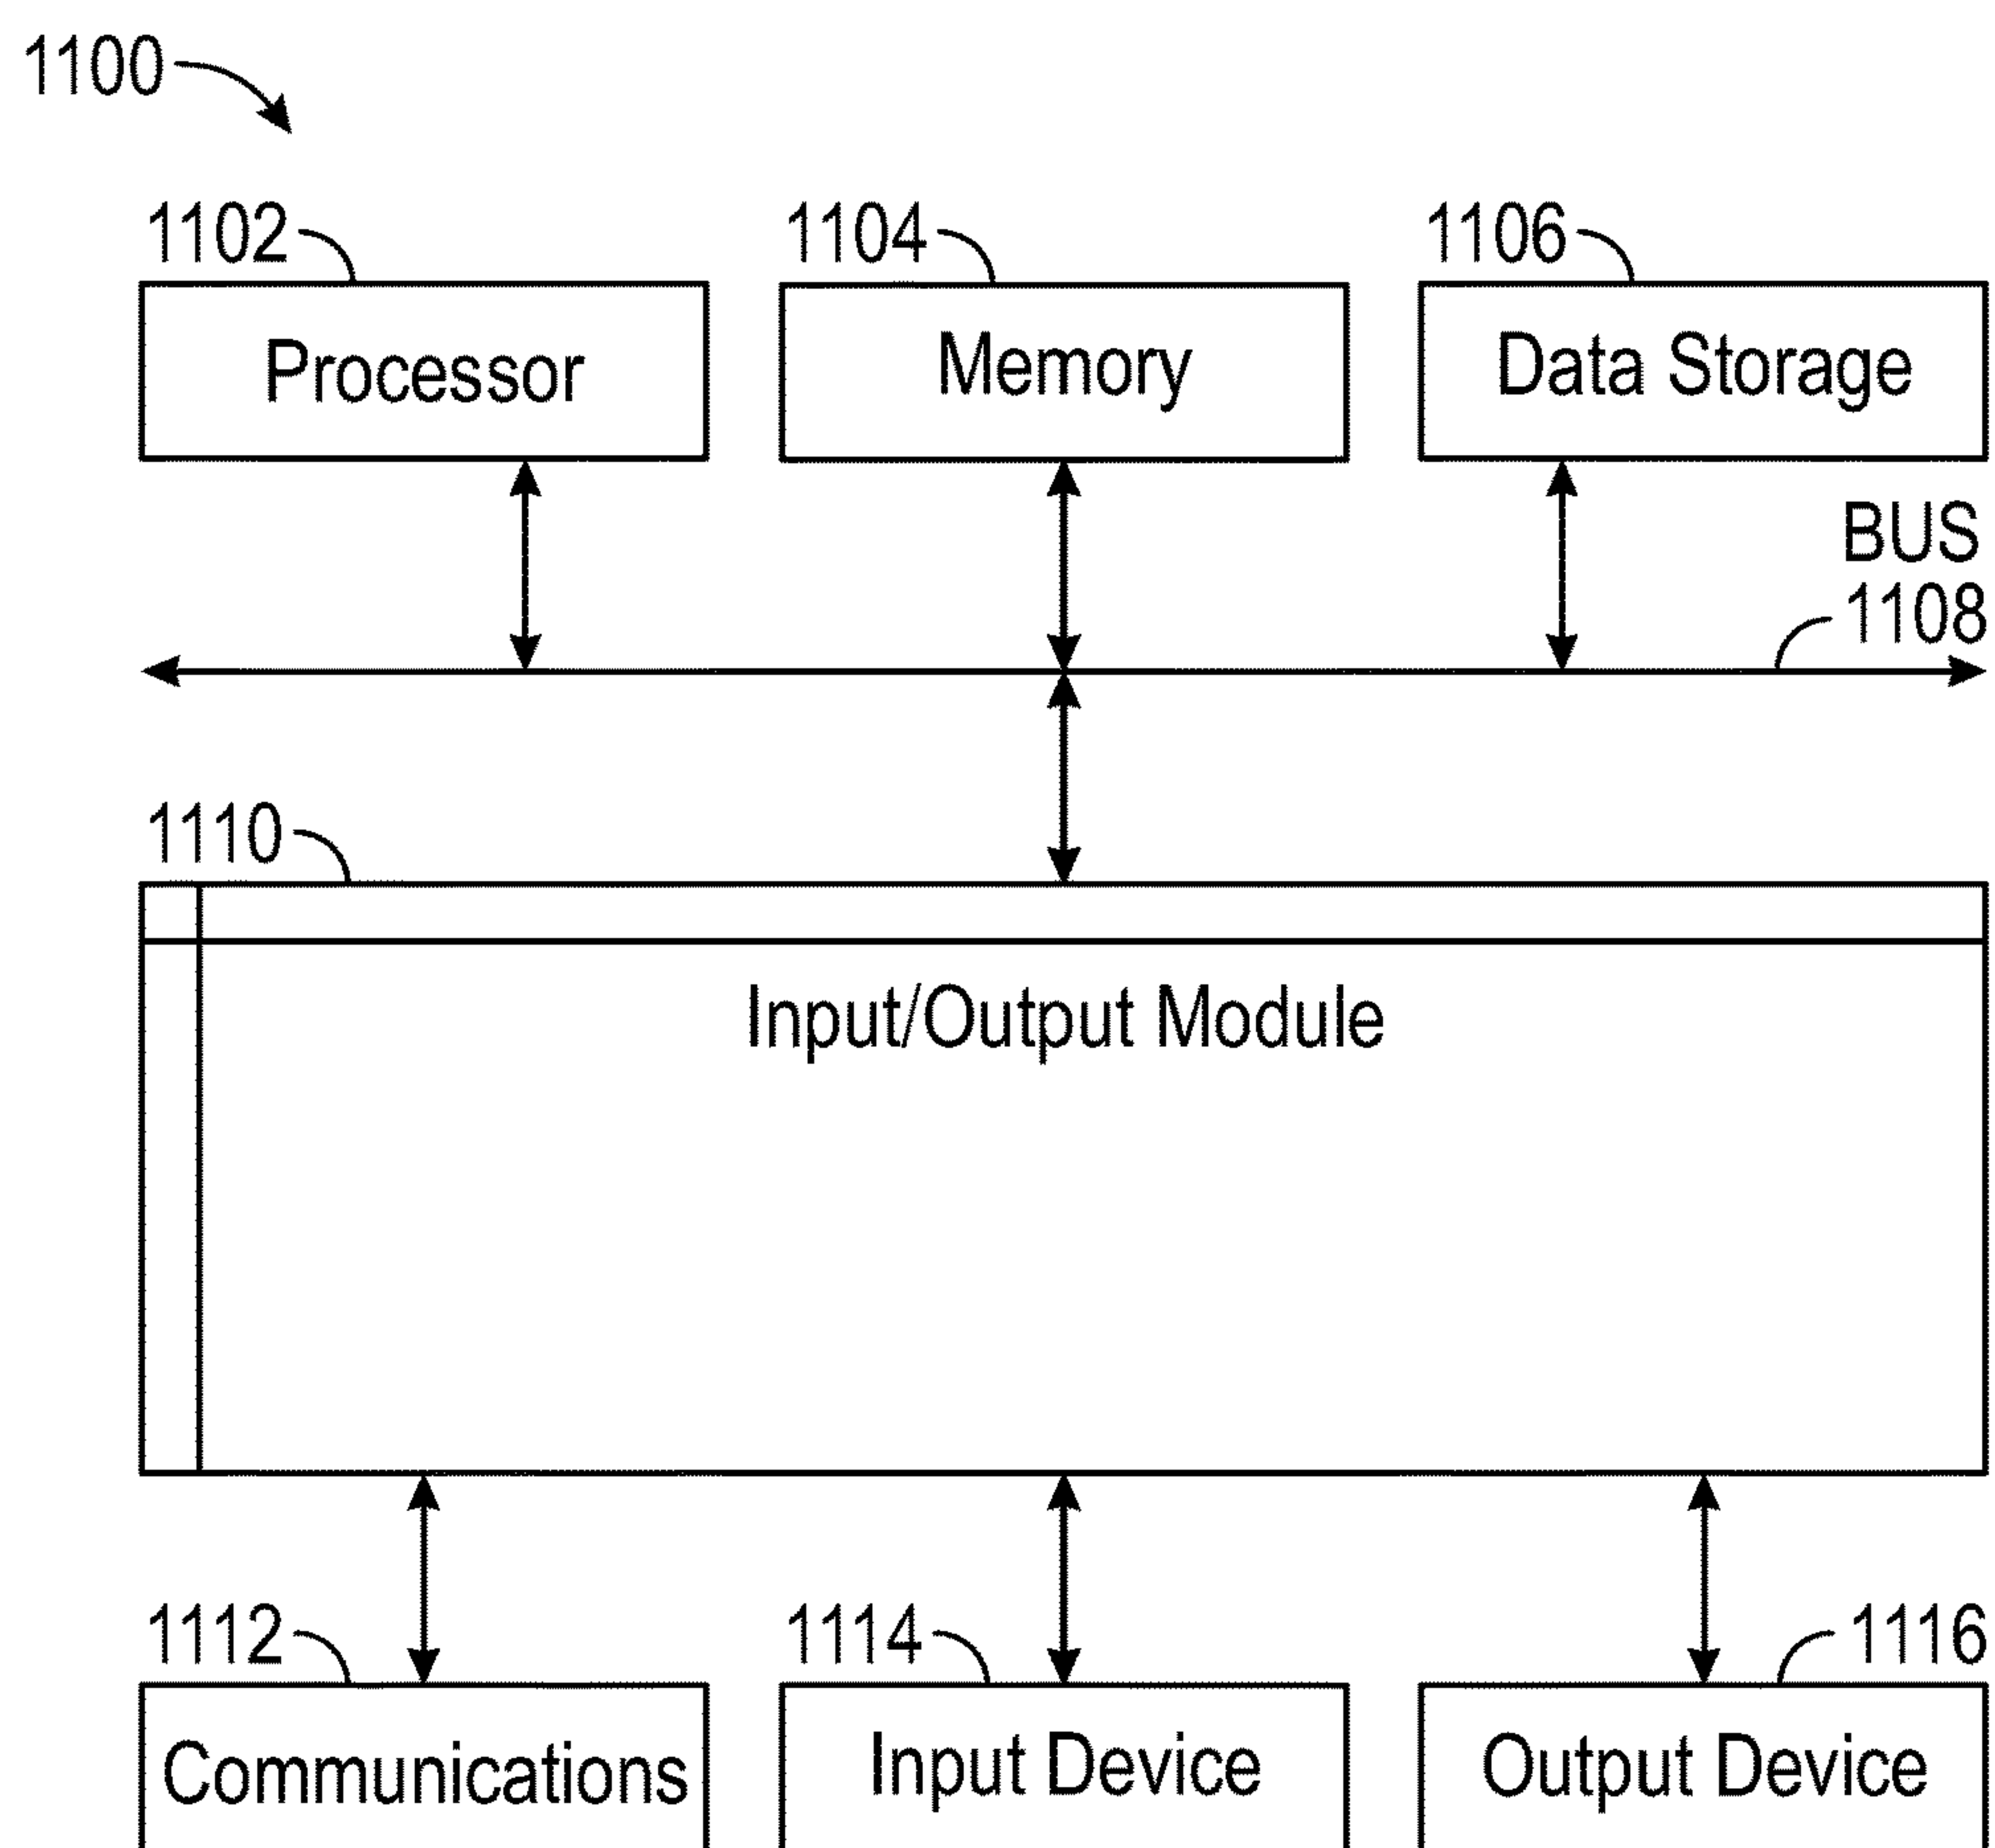 1100
1102
1104
1106
Processor
Memory
Data Storage
BUS
1108
1110
Input/Output Module
1112
1114
1116
Communications
Input Device
Output Device